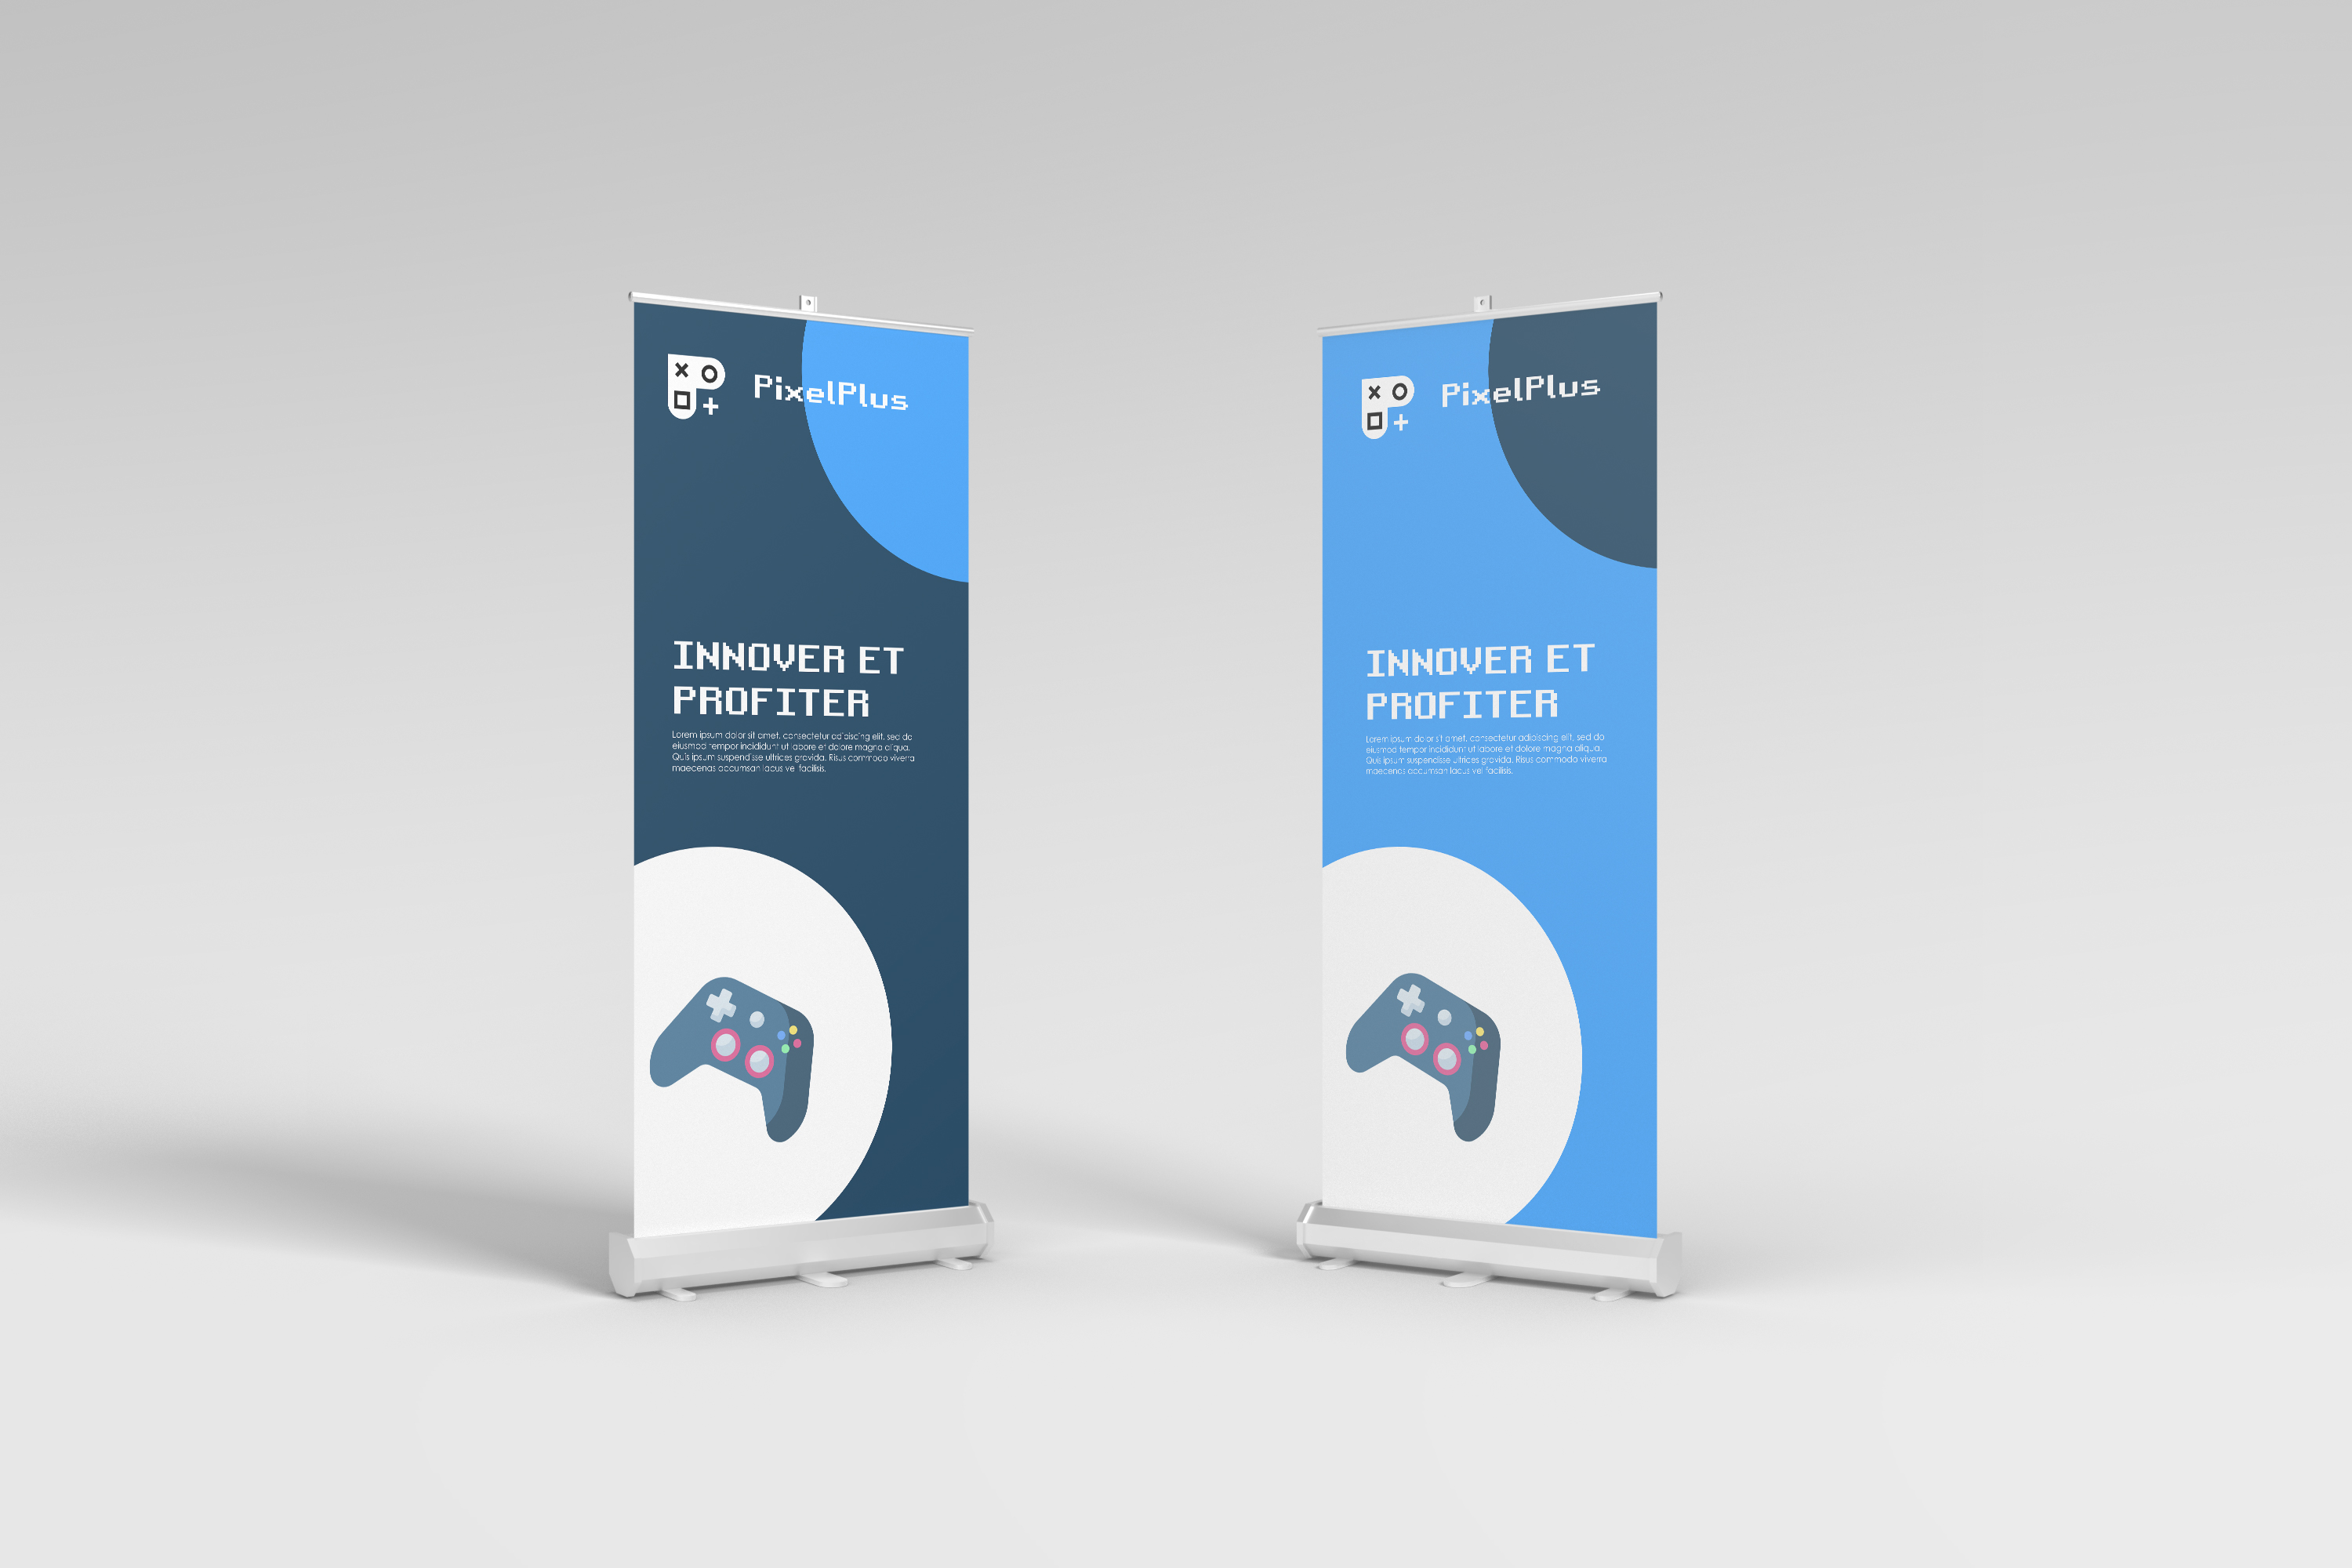 PixelPlus
INNOVER ET
PROFITER
Lorem ipsum dolor sit amet, consectetur adipiscing elit, sed do
eiusmod tempor incididunt ut labore et dolore magna aliqua.
Quis ipsum suspendisse ultrices gravida. Risus commodo viverra
maecenas accumsan lacus vel facilisis.
PixelPlus
INNOVER ET
PROFITER
Lorem ipsum dolor sit amet, consectetur adipiscing elit, sed do
eiusmod tempor incididunt ut labore et dolore magna aliqua.
Quis ipsum suspendisse ultrices gravida. Risus commodo viverra
maecenas accumsan lacus vel facilisis.